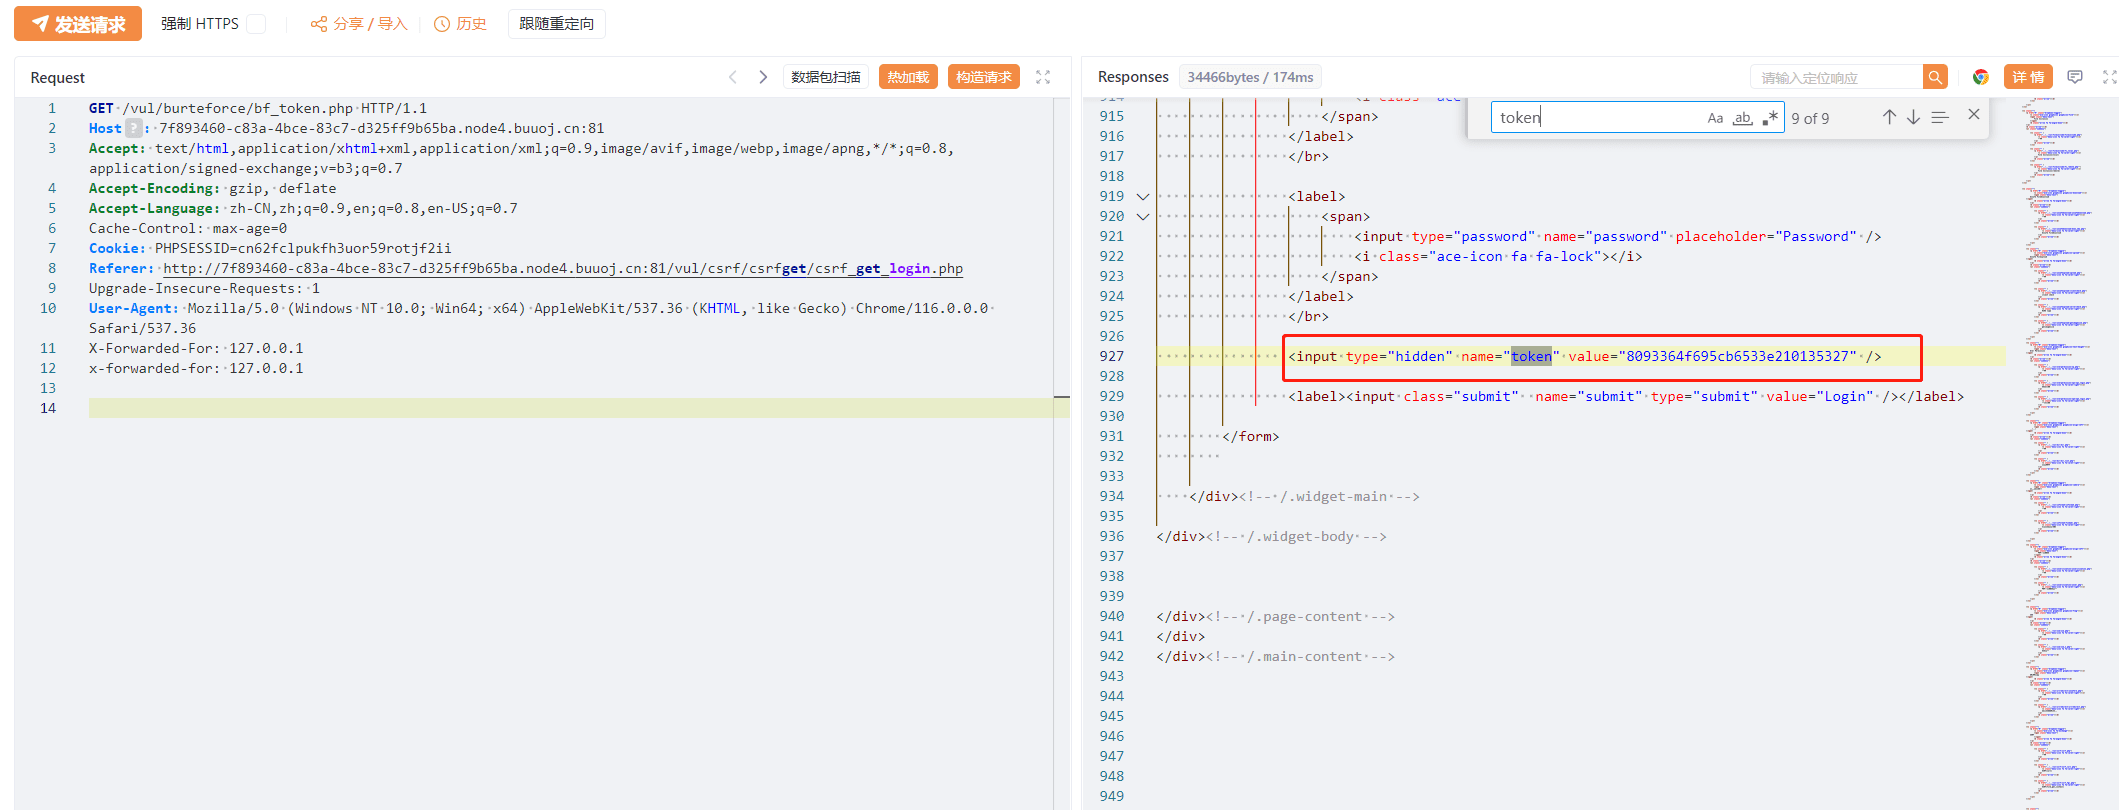 发送请求 强制 HTTPS 分享 / 导入 历史 跟随重定向
Request 数据包扫描 热加载 构造请求
1 GET /vul/burteforce/bf_token.php HTTP/1.1
2 Host ? : 7f893460-c83a-4bce-83c7-d325ff9b65ba.node4.buuoj.cn:81
3 Accept: text/html,application/xhtml+xml,application/xml;q=0.9,image/avif,image/webp,image/apng,*/*;q=0.8,
application/signed-exchange;v=b3;q=0.7
4 Accept-Encoding: gzip, deflate
5 Accept-Language: zh-CN,zh;q=0.9,en;q=0.8,en-US;q=0.7
6 Cache-Control: max-age=0
7 Cookie: PHPSESSID=cn62fclpukfh3uor59rotjf2ii
8 Referer: http://7f893460-c83a-4bce-83c7-d325ff9b65ba.node4.buuoj.cn:81/vul/csrf/csrfget/csrf_get_login.php
9 Upgrade-Insecure-Requests: 1
10 User-Agent: Mozilla/5.0 (Windows NT 10.0; Win64; x64) AppleWebKit/537.36 (KHTML, like Gecko) Chrome/116.0.0.0
Safari/537.36
11 X-Forwarded-For: 127.0.0.1
12 x-forwarded-for: 127.0.0.1
13
14
Responses 34466bytes / 174ms 请输入定位响应 详 情
token Aa ab 9 of 9
914 <i class="ace
915 </span>
916 </label>
917 </br>
918
919 <label>
920 <span>
921 <input type="password" name="password" placeholder="Password" />
922 <i class="ace-icon fa fa-lock"></i>
923 </span>
924 </label>
925 </br>
926
927 <input type="hidden" name="token" value="8093364f695cb6533e210135327" />
928
929 <label><input class="submit"  name="submit" type="submit" value="Login" /></label>
930
931 </form>
932
933
934 </div><!-- /.widget-main -->
935
936 </div><!-- /.widget-body -->
937
938
939
940 </div><!-- /.page-content -->
941 </div>
942 </div><!-- /.main-content -->
943
944
945
946
947
948
949